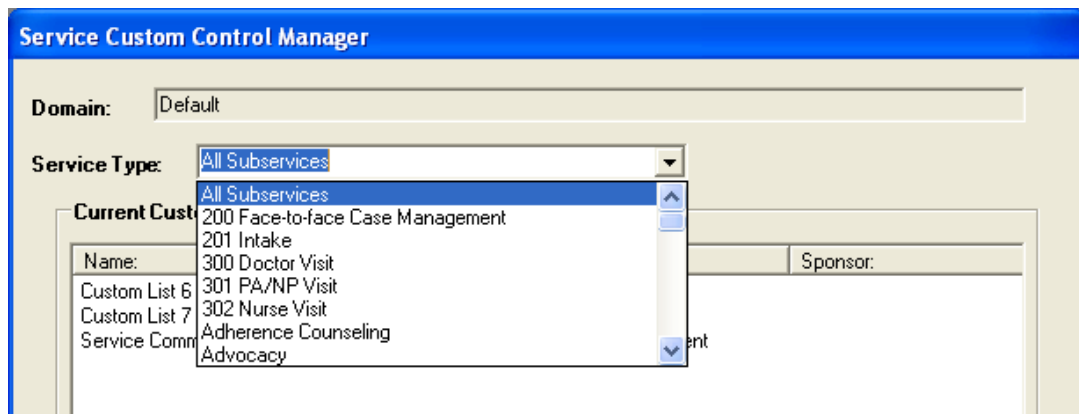 Service Custom Control Manager
Domain: Default
Service Type: All Subservices
All Subservices
200 Face-to-face Case Management
201 Intake
300 Doctor Visit
301 PA/NP Visit
302 Nurse Visit
Adherence Counseling
Advocacy
Current Cust
Name: Sponsor:
Custom List 6
Custom List 7
Service Comm ent